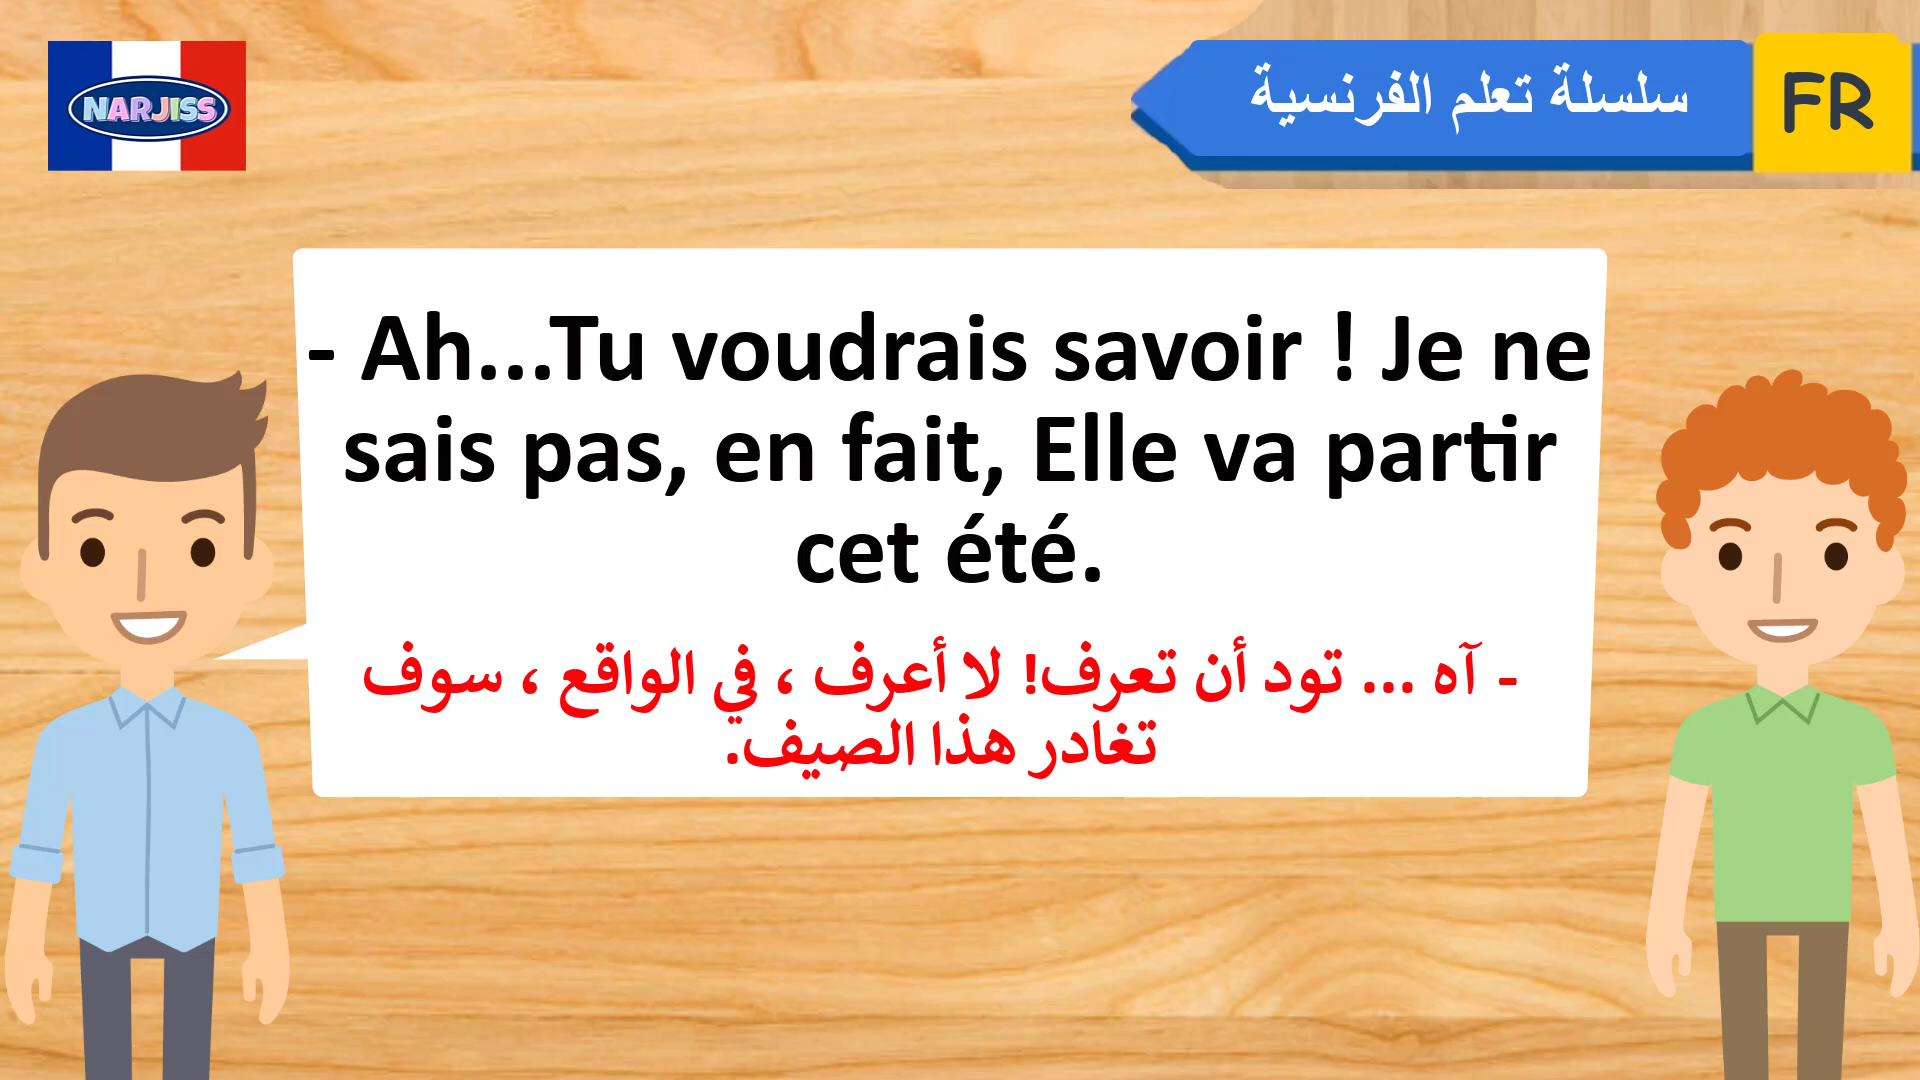 NARJISS
سلسلة تعلم الفرنسية
FR
- Ah...Tu voudrais savoir ! Je ne
sais pas, en fait, Elle va partir
cet été.
- آه ... تود أن تعرف! لا أعرف ، في الواقع ، سوف
تغادر هذا الصيف.